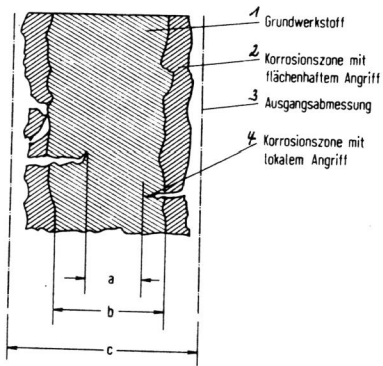 1 Grundwerkstoff
2 Korrosionszone mit
flächenhaftem Angriff
3 Ausgangsabmessung
4 Korrosionszone mit
lokalem Angriff
a
b
c